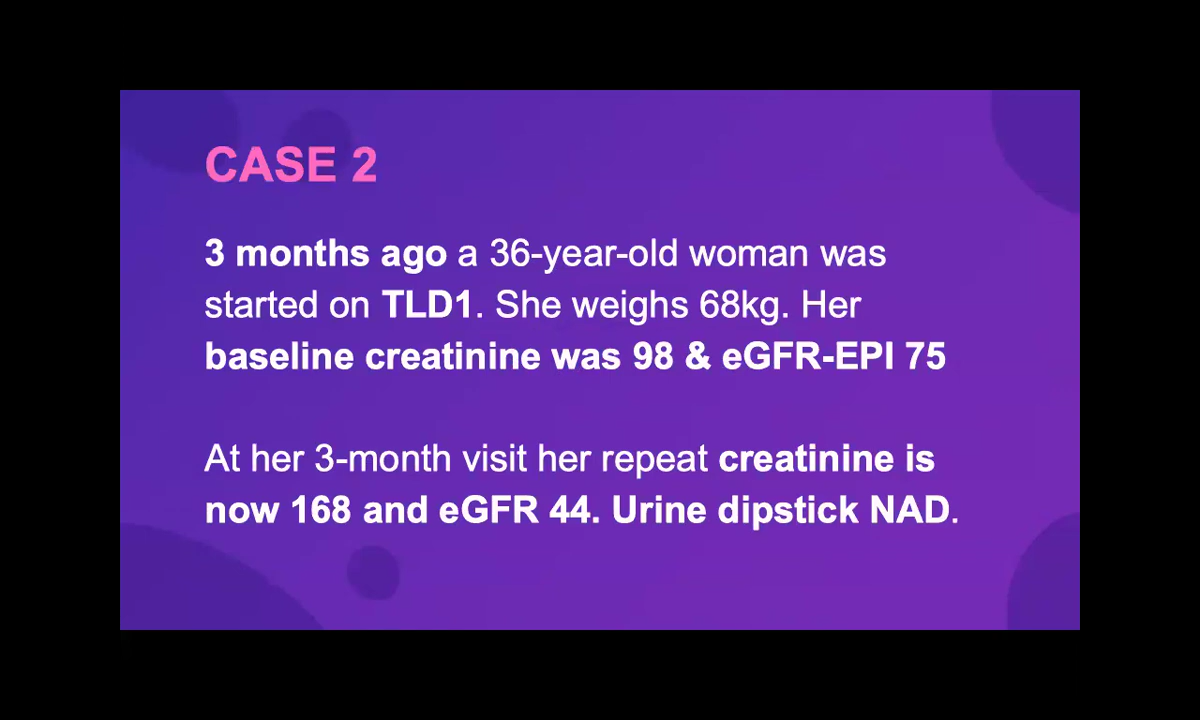 CASE 2
3 months ago a 36-year-old woman was
started on TLD1. She weighs 68kg. Her
baseline creatinine was 98 & eGFR-EPI 75
At her 3-month visit her repeat creatinine is
now 168 and eGFR 44. Urine dipstick NAD.